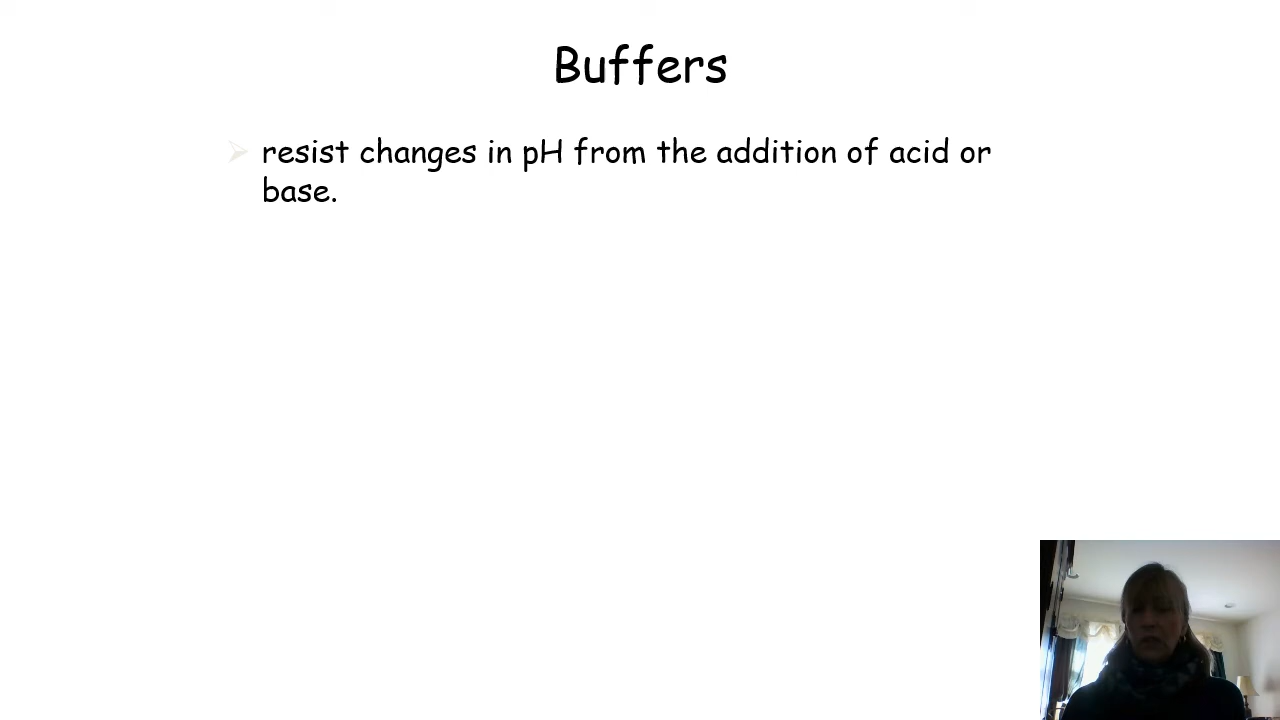 Buffers
resist changes in pH from the addition of acid or
base.